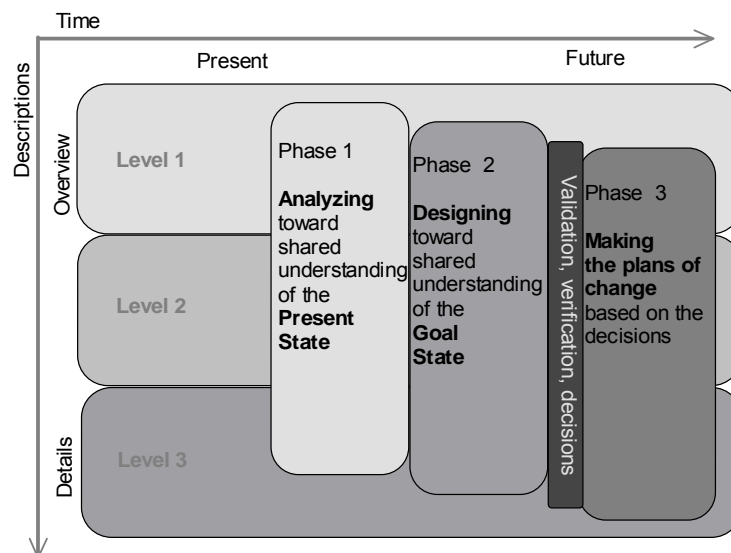 Time
Present
Future
Descriptions
Overview
Details
Level 1
Level 2
Level 3
Phase 1
Analyzing
toward
shared
understanding
of the
Present
State
Phase 2
Designing
toward
shared
understanding
of the
Goal
State
Validation, verification, decisions
Phase 3
Making
the plans of
change
based on the
decisions